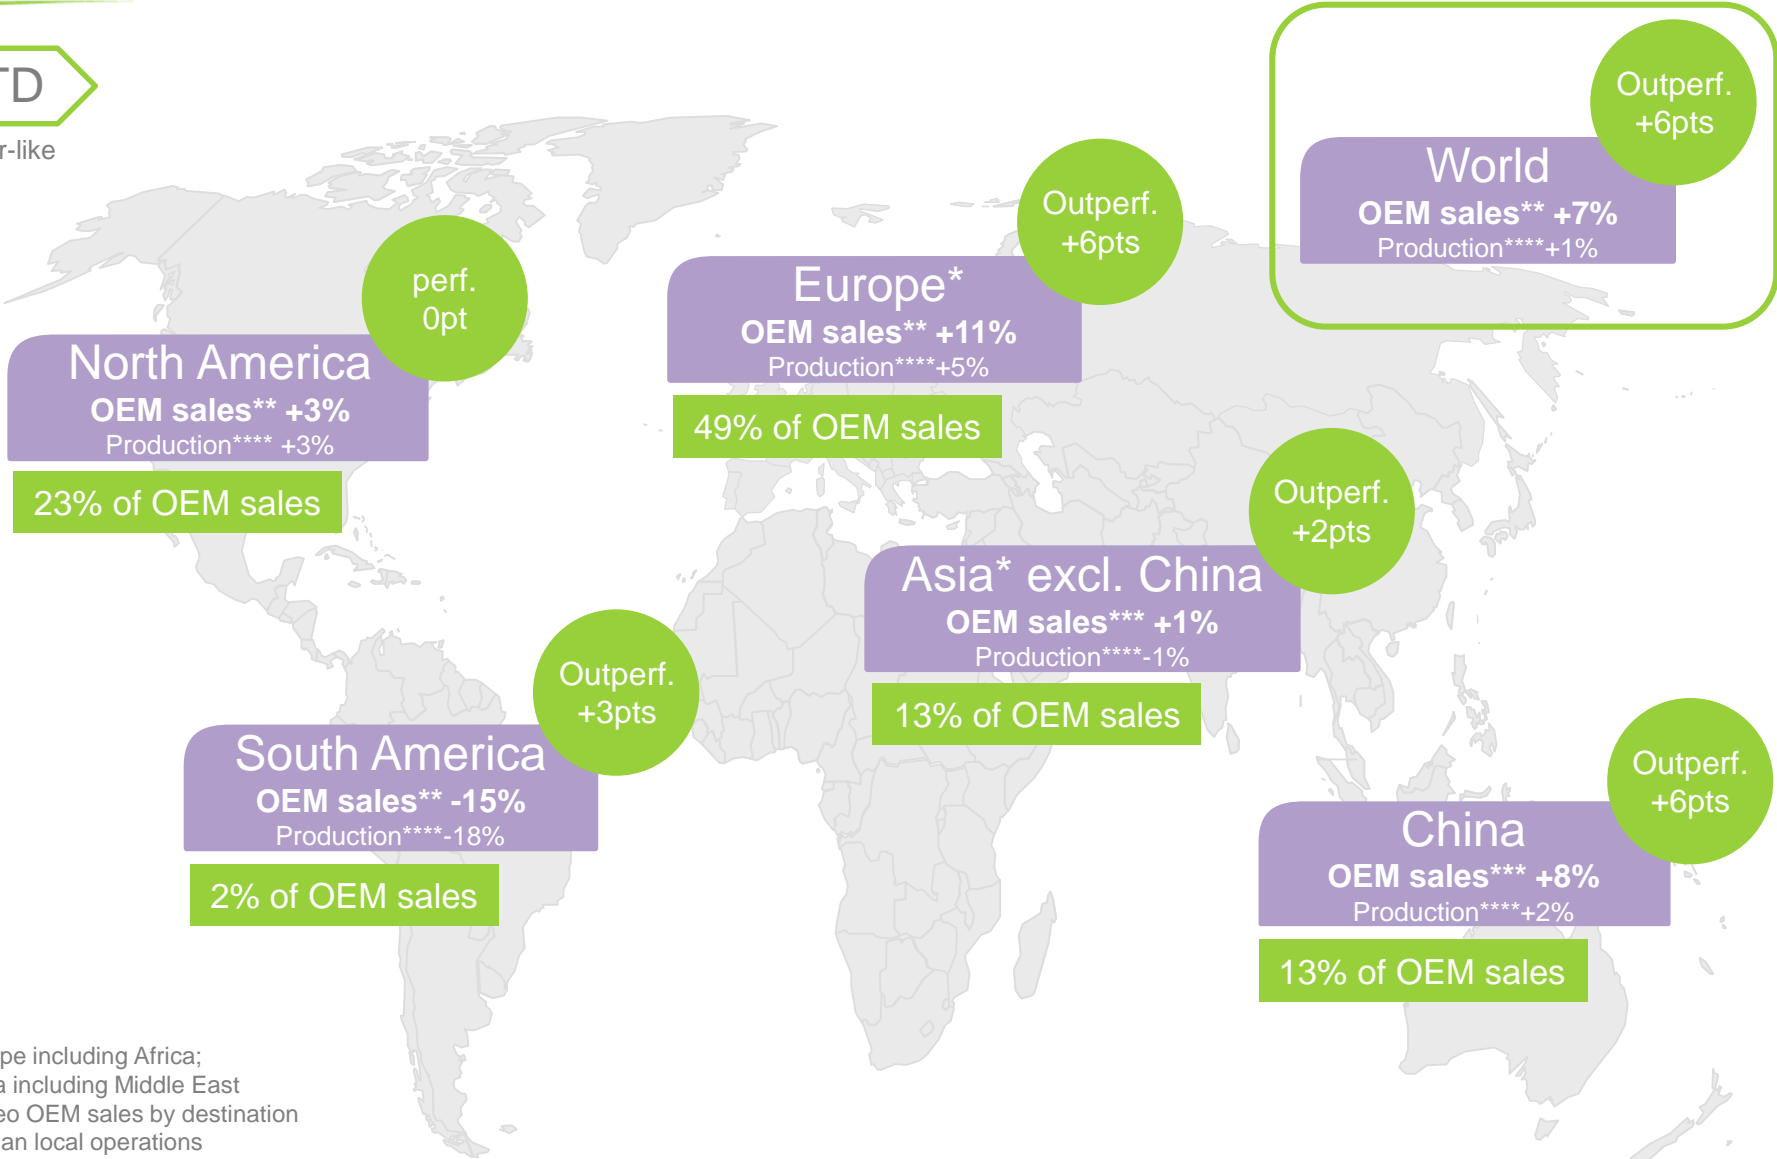 TD
r-like
Outperf.
+6pts
World
OEM sales** +7%
Production****+1%
Outperf.
+6pts
Europe*
OEM sales** +11%
Production****+5%
49% of OEM sales
perf.
0pt
North America
OEM sales** +3%
Production**** +3%
23% of OEM sales
Outperf.
+2pts
Asia* excl. China
OEM sales*** +1%
Production****-1%
13% of OEM sales
Outperf.
+3pts
South America
OEM sales** -15%
Production****-18%
2% of OEM sales
Outperf.
+6pts
China
OEM sales*** +8%
Production****+2%
13% of OEM sales
pe including Africa;
a including Middle East
eo OEM sales by destination
an local operations